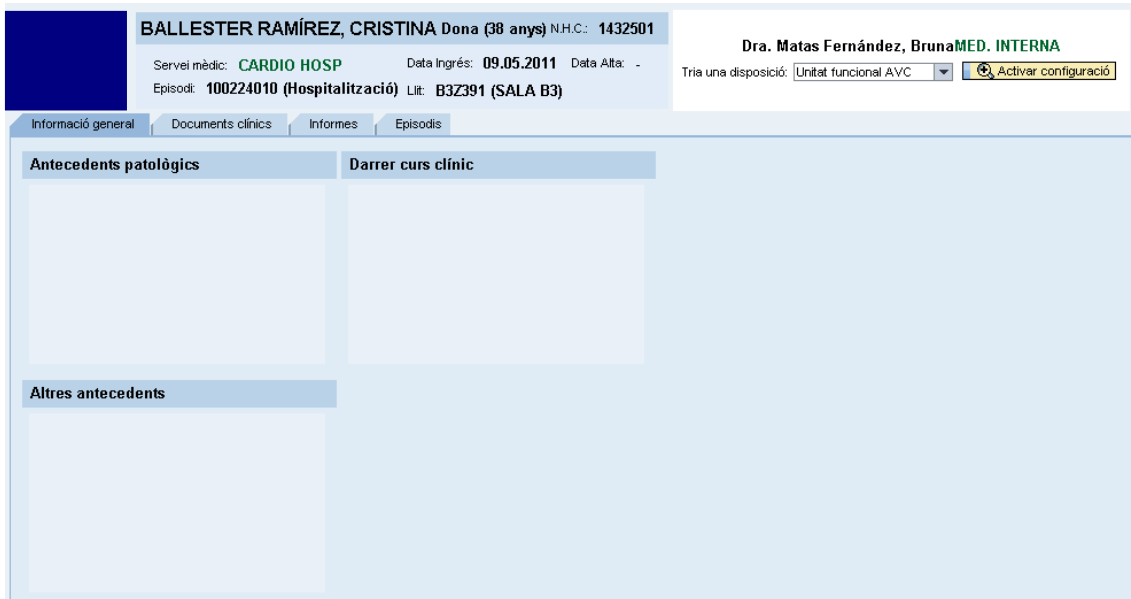 BALLESTER RAMÍREZ, CRISTINA Dona (38 anys) N.H.C.: 1432501
Servei mèdic: CARDIO HOSP Data Ingrés: 09.05.2011 Data Alta: -
Episodi: 100224010 (Hospitalització) Llit: B3Z391 (SALA B3)
Dra. Matas Fernández, BrunaMED. INTERNA
Tria una disposició: Unitat funcional AVC Activar configuració
Informació general Documents clínics Informes Episodis
Antecedents patològics Darrer curs clínic
Altres antecedents